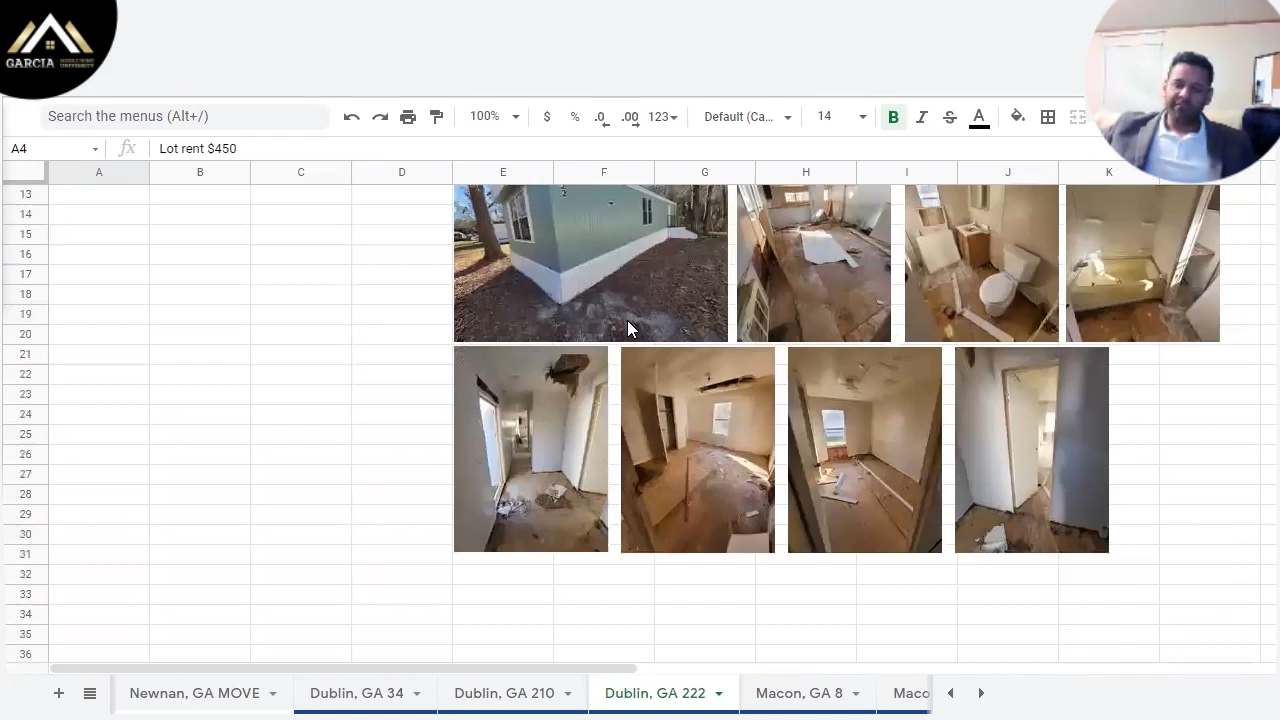 GARCIA MOBILE HOME
UNIVERSITY
Search the menus (Alt+/)
100%
$ % .0 .00 123
Default (Ca...
14
B I S A
A4
fx
Lot rent $450
A B C D E F G H I J K
13
14
15
16
17
18
19
20
21
22
23
24
25
26
27
28
29
30
31
32
33
34
35
36
+ Newnan, GA MOVE Dublin, GA 34 Dublin, GA 210 Dublin, GA 222 Macon, GA 8 Maco